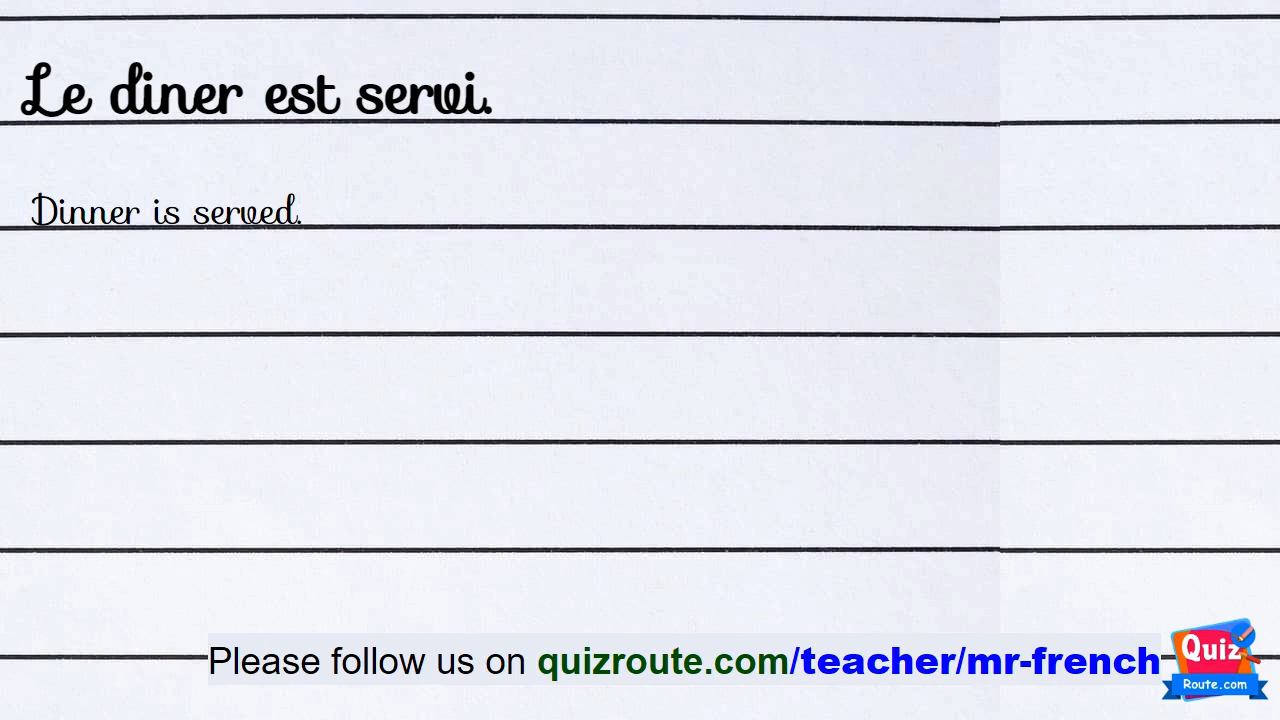 Le diner est servi.
Dinner is served.
Please follow us on quizroute.com/teacher/mr-french
Quiz
Route.com